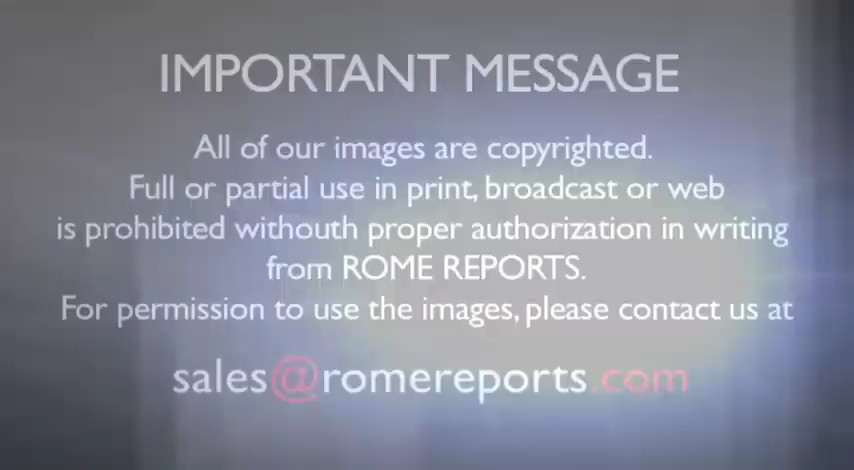 IMPORTANT MESSAGE
All of our images are copyrighted.
Full or partial use in print, broadcast or web
is prohibited withouth proper authorization in writing
from ROME REPORTS.
For permission to use the images, please contact us at
sales@romereports.com